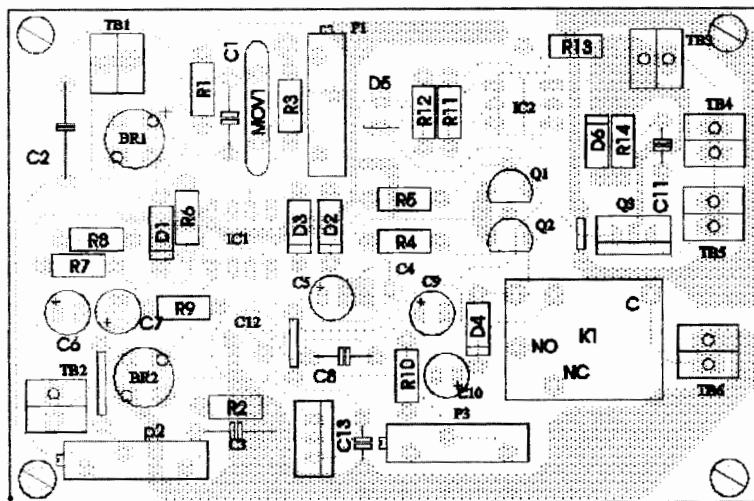 TB1
C1
P1
R13
TB3
R1
MOV1
R3
D5
R12
R11
IC2
TB4
BR1
D6
R14
C2
C11
Q1
R6
R5
Q3
D1
D3
D2
Q2
R8
IC1
R4
TB5
R7
C5
C4
C9
C
R9
C7
C12
D4
K1
C6
NO
TB2
BR2
C8
R10
NC
C10
TB6
R2
P2
C3
C13
P3